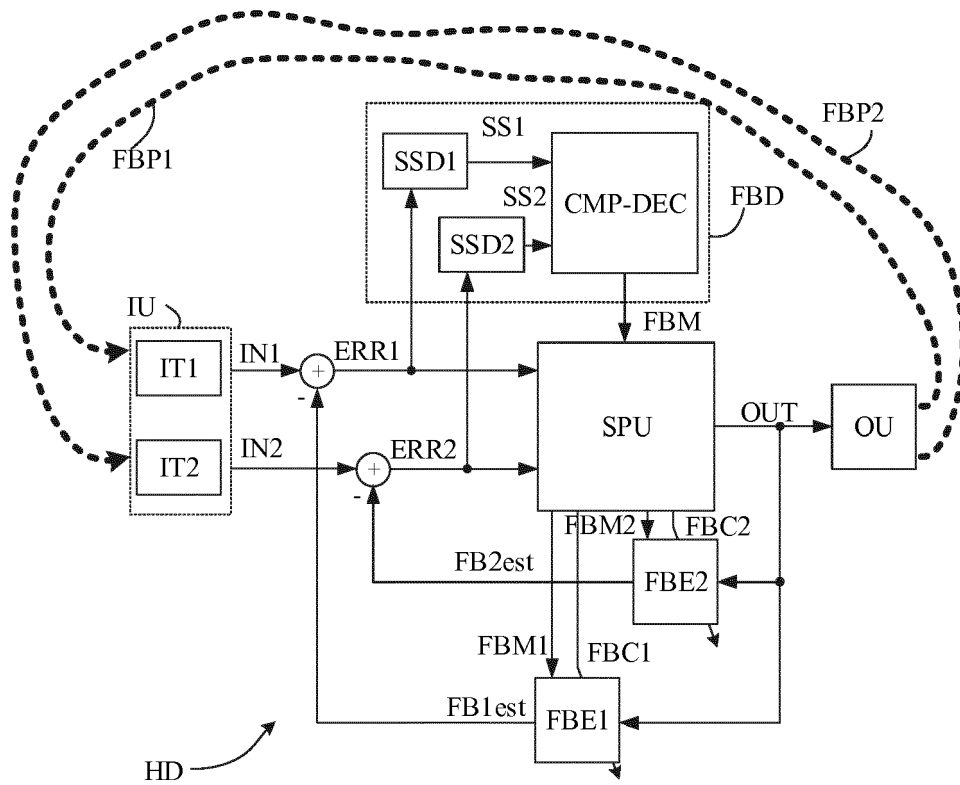 FBP1
FBP2
SS1
SSD1
SS2
CMP-DEC
FBD
SSD2
IU
FBM
IT1
IN1
+
ERR1
-
SPU
OUT
OU
IT2
IN2
+
ERR2
-
FBM2
FBC2
FB2est
FBE2
FBM1
FBC1
FB1est
FBE1
HD